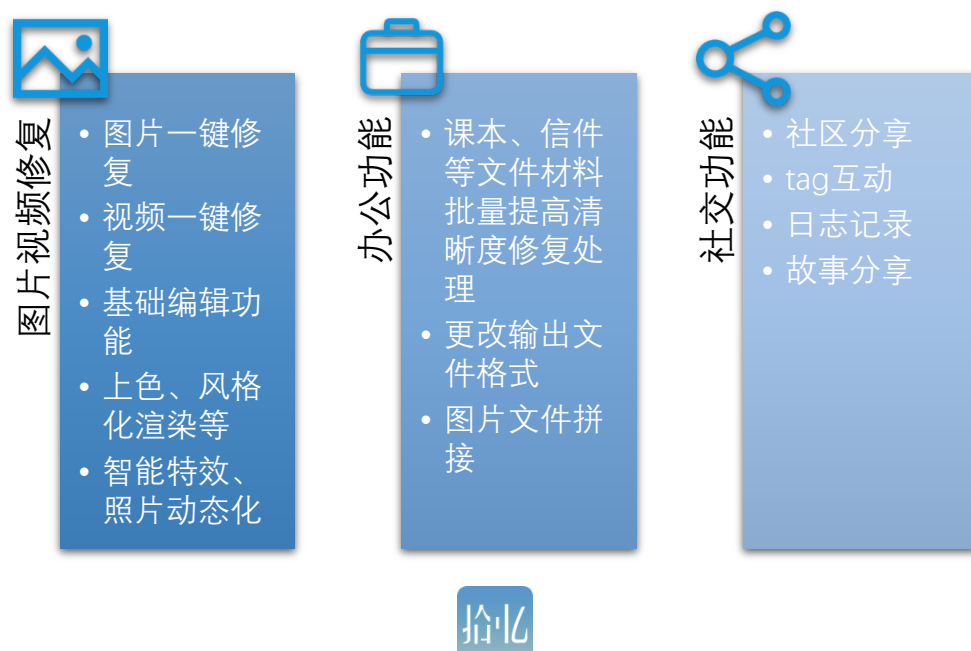 图片视频修复
• 图片一键修
复
• 视频一键修
复
• 基础编辑功
能
• 上色、风格
化渲染等
• 智能特效、
照片动态化
办公功能
• 课本、信件
等文件材料
批量提高清
晰度修复处
理
• 更改输出文
件格式
• 图片文件拼
接
社交功能
• 社区分享
• tag互动
• 日志记录
• 故事分享
拾忆